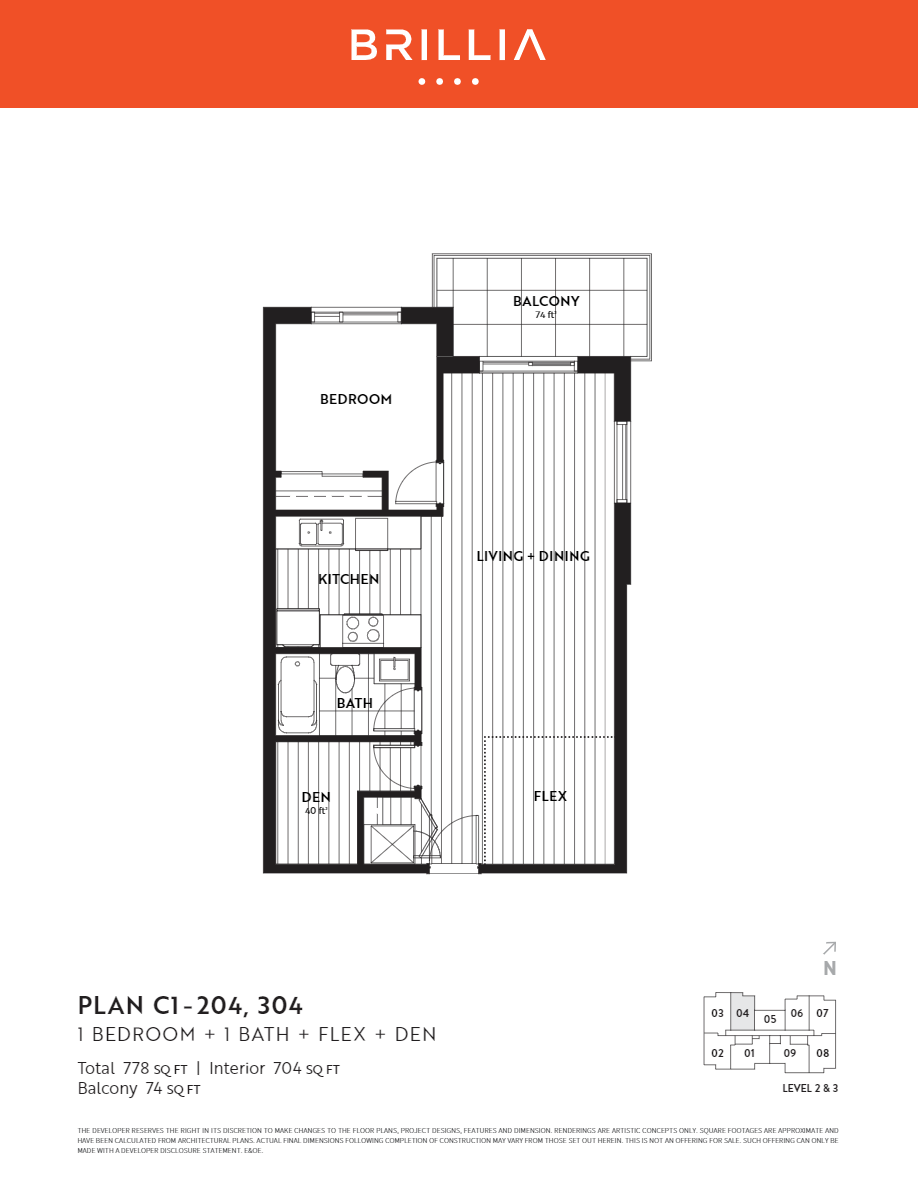 BRILLIA
BALCONY
74 ft²
BEDROOM
LIVING + DINING
KITCHEN
BATH
DEN
40 ft²
FLEX
N
PLAN C1-204, 304
1 BEDROOM + 1 BATH + FLEX + DEN
Total 778 SQ FT | Interior 704 SQ FT
Balcony 74 SQ FT
03 04 05 06 07
02 01 09 08
LEVEL 2 & 3
THE DEVELOPER RESERVES THE RIGHT IN ITS DISCRETION TO MAKE CHANGES TO THE FLOOR PLANS, PROJECT DESIGNS, FEATURES AND DIMENSION. RENDERINGS ARE ARTISTIC CONCEPTS ONLY. SQUARE FOOTAGES ARE APPROXIMATE AND
HAVE BEEN CALCULATED FROM ARCHITECTURAL PLANS. ACTUAL FINAL DIMENSIONS FOLLOWING COMPLETION OF CONSTRUCTION MAY VARY FROM THOSE SET OUT HEREIN. THIS IS NOT AN OFFERING FOR SALE. SUCH OFFERING CAN ONLY BE
MADE WITH A DEVELOPER DISCLOSURE STATEMENT. E&OE.